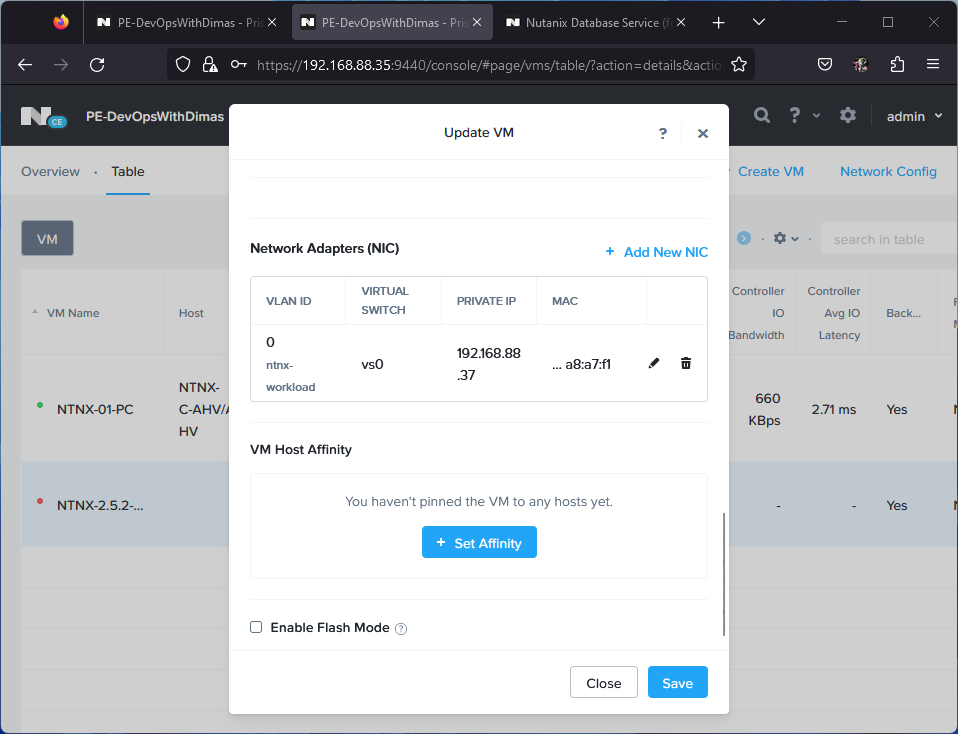 PE-DevOpsWithDimas - Pris
PE-DevOpsWithDimas - Pris
Nutanix Database Service (f
https://192.168.88.35:9440/console/#page/vms/table/?action=details&actio
CE
PE-DevOpsWithDimas
Update VM
?
?
admin
Overview
Table
Create VM
Network Config
VM
search in table
Network Adapters (NIC)
+ Add New NIC
VLAN ID
VIRTUAL
SWITCH
PRIVATE IP
MAC
0
ntnx-
workload
vs0
192.168.88
.37
... a8:a7:f1
VM Name
Host
Controller
IO
Bandwidth
Controller
Avg IO
Latency
Back...
NTNX-01-PC
NTNX-
C-AHV/A
HV
660
KBps
2.71 ms
Yes
NTNX-2.5.2-...
-
-
Yes
VM Host Affinity
You haven't pinned the VM to any hosts yet.
+ Set Affinity
Enable Flash Mode ?
Close
Save